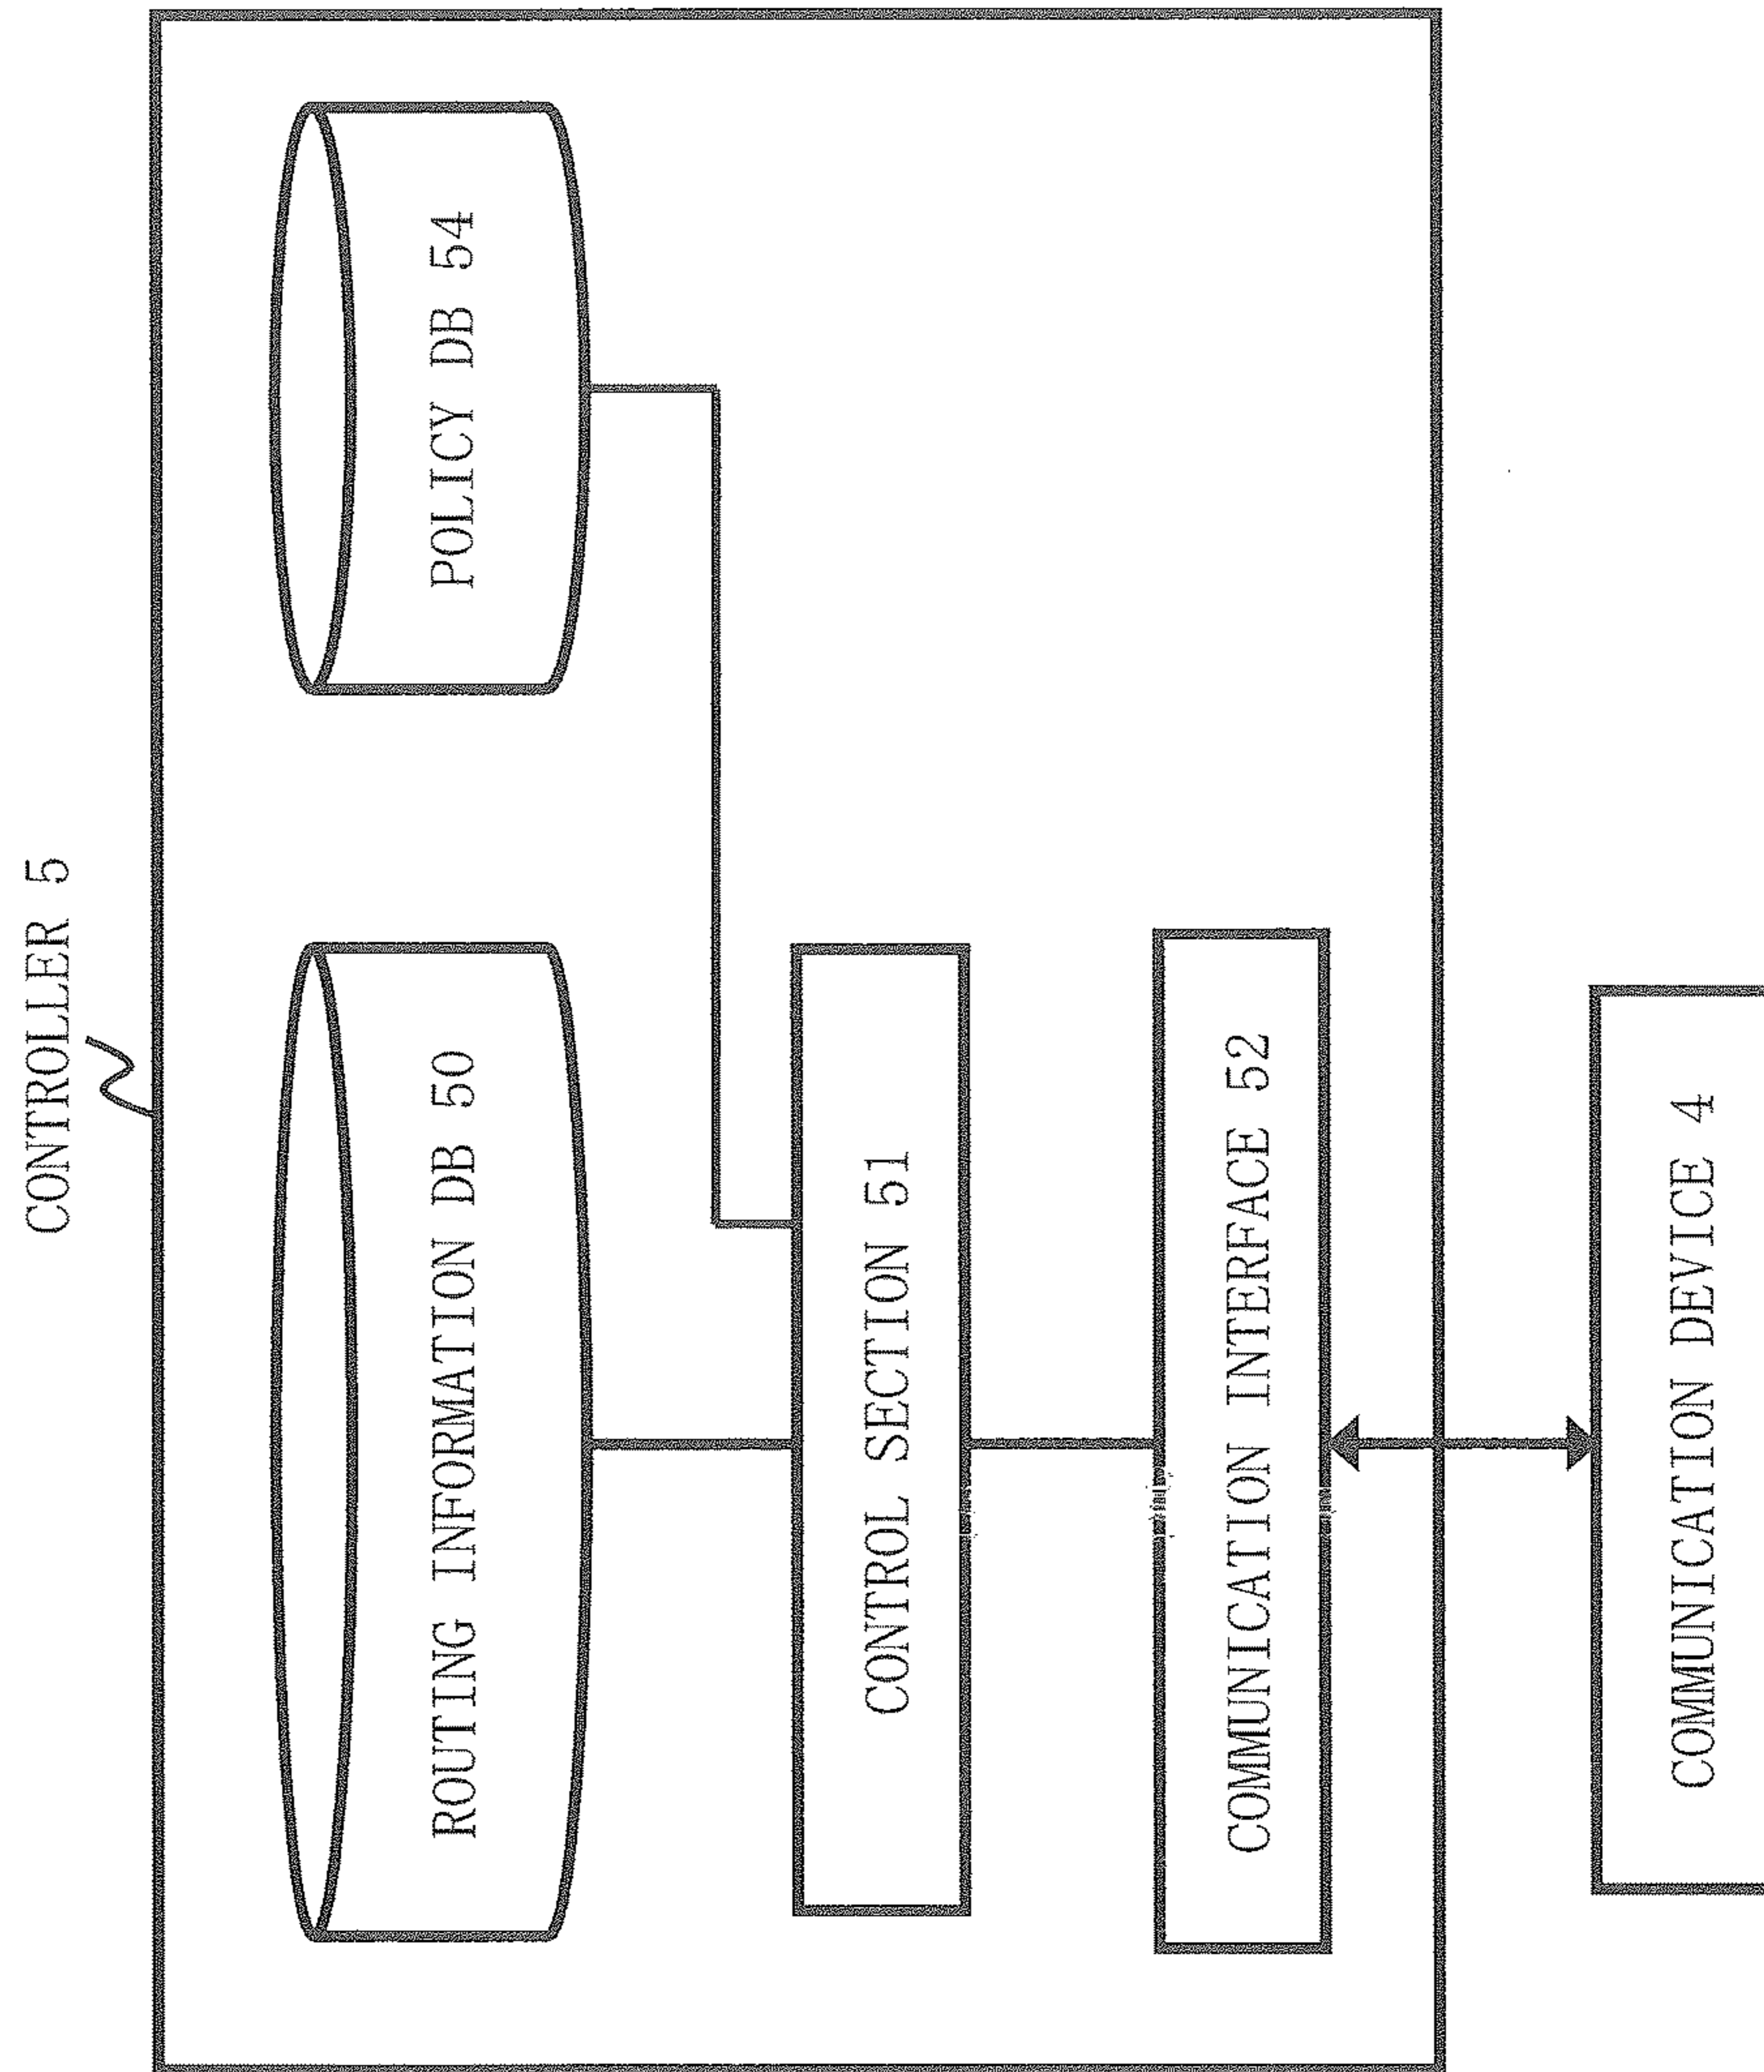 CONTROLLER 5
ROUTING INFORMATION DB 50
POLICY DB 54
CONTROL SECTION 51
COMMUNICATION INTERFACE 52
COMMUNICATION DEVICE 4